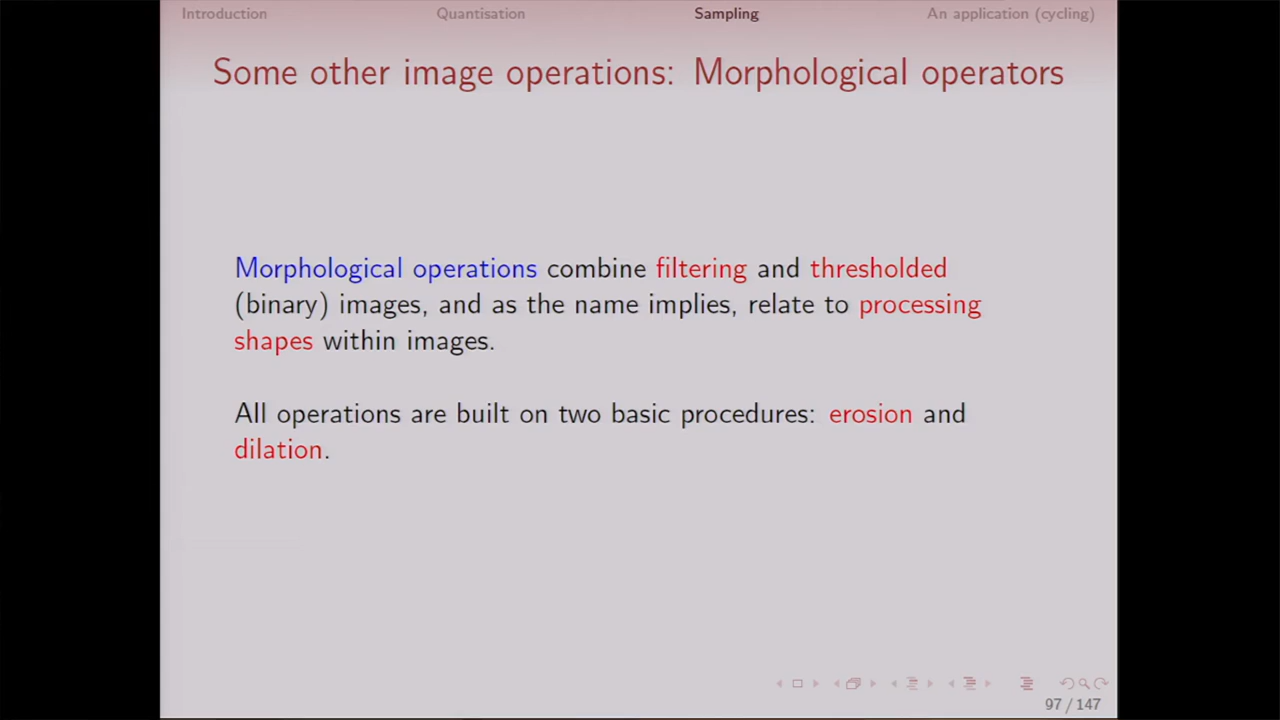 Introduction Quantisation Sampling An application (cycling)
Some other image operations: Morphological operators
Morphological operations combine filtering and thresholded
(binary) images, and as the name implies, relate to processing
shapes within images.
All operations are built on two basic procedures: erosion and
dilation.
97 / 147